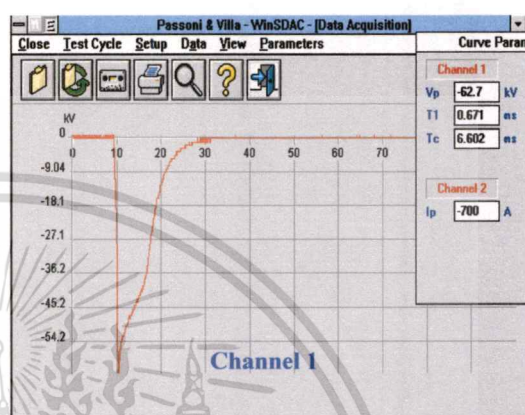 Passoni & Villa - WinSDAC - [Data Acquisition]
Close Test Cycle Setup Data View Parameters
Curve Param
Channel 1
Vp -62.7 kV
T1 0.671 ms
Tc 6.602 ms
Channel 2
Ip -700 A
kV
0
0 10 20 30 40 50 60 70
-9.04
-18.1
-27.1
-36.2
-45.2
-54.2
Channel 1